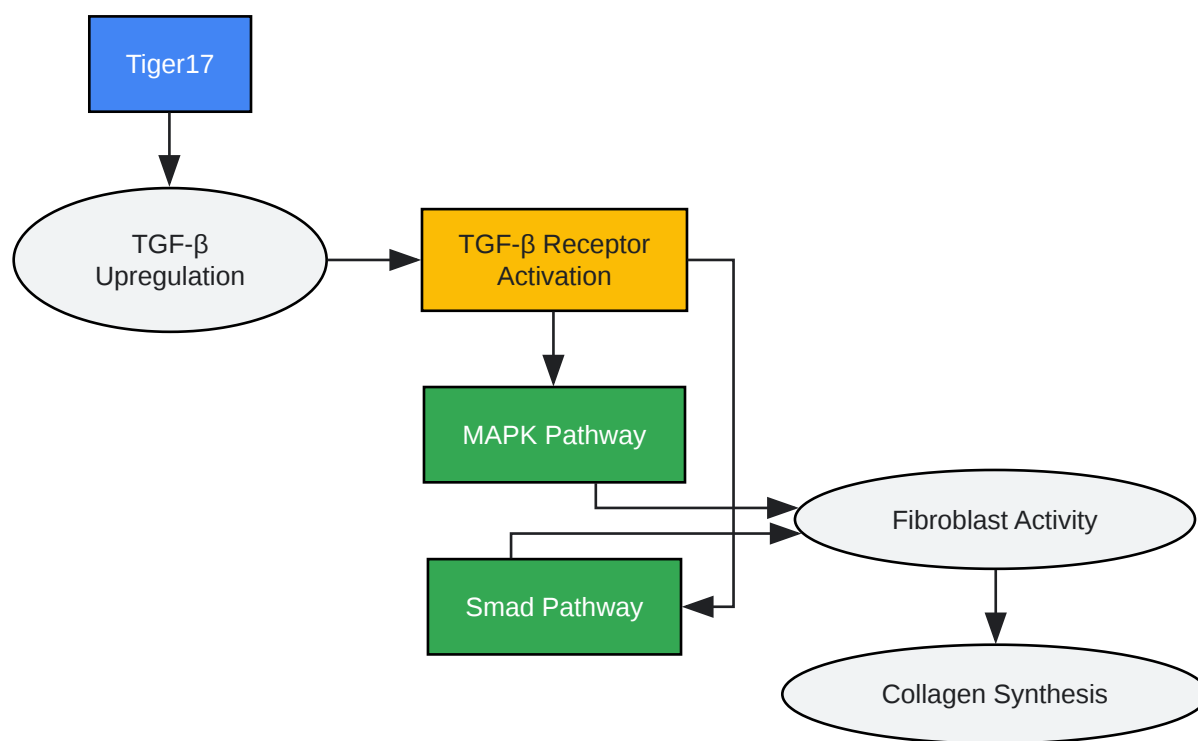 Tiger17
TGF-β
Upregulation
TGF-β Receptor
Activation
MAPK Pathway
Fibroblast Activity
Smad Pathway
Collagen Synthesis